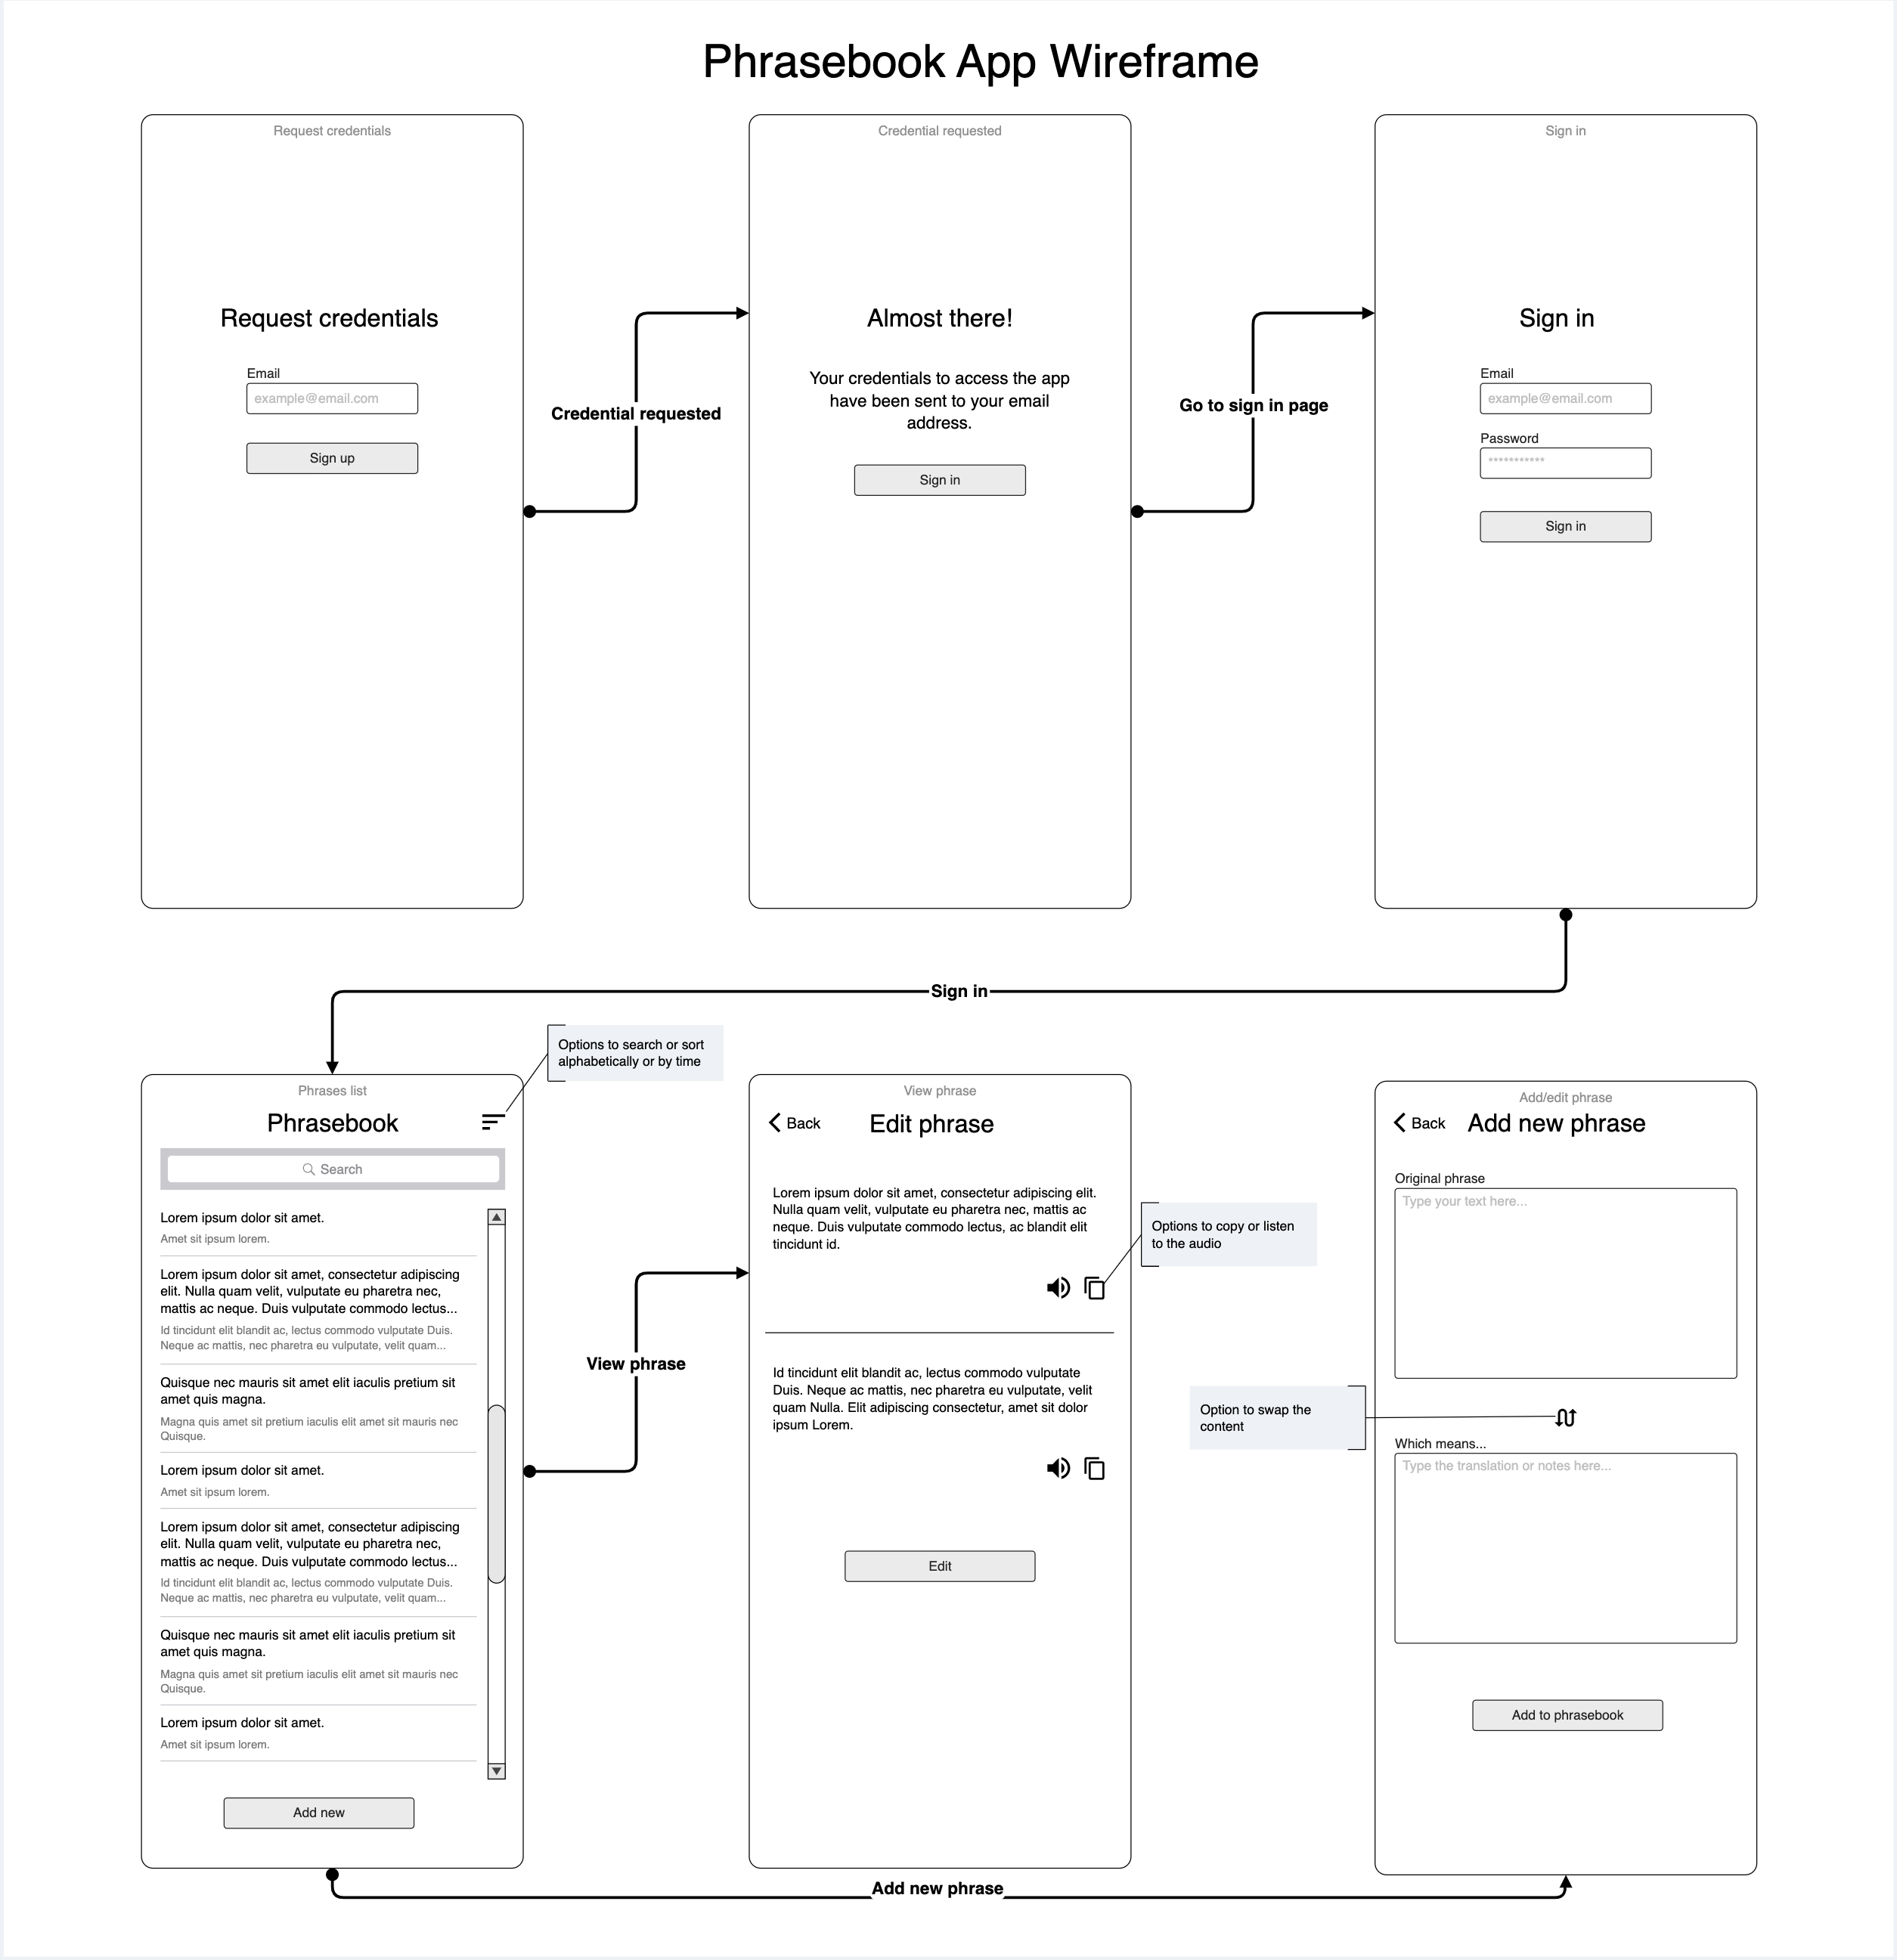 Phrasebook App Wireframe
Request credentials
Request credentials
Email
example@email.com
Sign up
Credential requested
Credential requested
Almost there!
Your credentials to access the app
have been sent to your email
address.
Sign in
Go to sign in page
Sign in
Sign in
Email
example@email.com
Password
***********
Sign in
Sign in
Options to search or sort
alphabetically or by time
Phrases list
Phrasebook
Search
Lorem ipsum dolor sit amet.
Amet sit ipsum lorem.
Lorem ipsum dolor sit amet, consectetur adipiscing
elit. Nulla quam velit, vulputate eu pharetra nec,
mattis ac neque. Duis vulputate commodo lectus...
Id tincidunt elit blandit ac, lectus commodo vulputate Duis.
Neque ac mattis, nec pharetra eu vulputate, velit quam...
Quisque nec mauris sit amet elit iaculis pretium sit
amet quis magna.
Magna quis amet sit pretium iaculis elit amet sit mauris nec
Quisque.
Lorem ipsum dolor sit amet.
Amet sit ipsum lorem.
Lorem ipsum dolor sit amet, consectetur adipiscing
elit. Nulla quam velit, vulputate eu pharetra nec,
mattis ac neque. Duis vulputate commodo lectus...
Id tincidunt elit blandit ac, lectus commodo vulputate Duis.
Neque ac mattis, nec pharetra eu vulputate, velit quam...
Quisque nec mauris sit amet elit iaculis pretium sit
amet quis magna.
Magna quis amet sit pretium iaculis elit amet sit mauris nec
Quisque.
Lorem ipsum dolor sit amet.
Amet sit ipsum lorem.
Add new
View phrase
View phrase
Back
Edit phrase
Lorem ipsum dolor sit amet, consectetur adipiscing elit.
Nulla quam velit, vulputate eu pharetra nec, mattis ac
neque. Duis vulputate commodo lectus, ac blandit elit
tincidunt id.
Options to copy or listen
to the audio
Id tincidunt elit blandit ac, lectus commodo vulputate
Duis. Neque ac mattis, nec pharetra eu vulputate, velit
quam Nulla. Elit adipiscing consectetur, amet sit dolor
ipsum Lorem.
Edit
Add/edit phrase
Back
Add new phrase
Original phrase
Type your text here...
Option to swap the
content
Which means...
Type the translation or notes here...
Add to phrasebook
Add new phrase